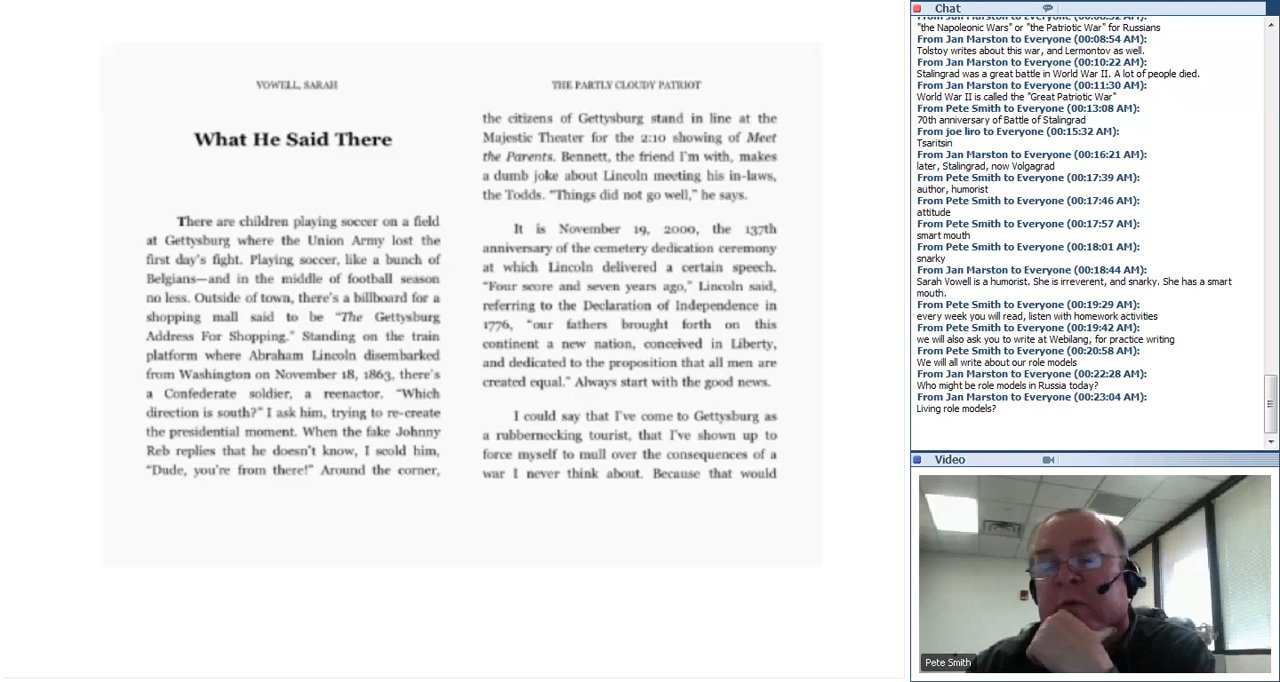 VOWELL, SARAH
What He Said There
There are children playing soccer on a field
at Gettysburg where the Union Army lost the
first day's fight. Playing soccer, like a bunch of
Belgians—and in the middle of football season
no less. Outside of town, there's a billboard for a
shopping mall said to be "The Gettysburg
Address For Shopping." Standing on the train
platform where Abraham Lincoln disembarked
from Washington on November 18, 1863, there's
a Confederate soldier, a reenactor. "Which
direction is south?" I ask him, trying to re-create
the presidential moment. When the fake Johnny
Reb replies that he doesn't know, I scold him,
"Dude, you're from there!" Around the corner,
THE PARTLY CLOUDY PATRIOT
the citizens of Gettysburg stand in line at the
Majestic Theater for the 2:10 showing of Meet
the Parents. Bennett, the friend I'm with, makes
a dumb joke about Lincoln meeting his in-laws,
the Todds. "Things did not go well," he says.
It is November 19, 2000, the 137th
anniversary of the cemetery dedication ceremony
at which Lincoln delivered a certain speech.
"Four score and seven years ago," Lincoln said,
referring to the Declaration of Independence in
1776, "our fathers brought forth on this
continent a new nation, conceived in Liberty,
and dedicated to the proposition that all men are
created equal." Always start with the good news.
I could say that I've come to Gettysburg as
a rubbernecking tourist, that I've shown up to
force myself to mull over the consequences of a
war I never think about. Because that would
Chat
"the Napoleonic Wars" or "the Patriotic War" for Russians
From Jan Marston to Everyone (00:08:54 AM):
Tolstoy writes about this war, and Lermontov as well.
From Jan Marston to Everyone (00:10:22 AM):
Stalingrad was a great battle in World War II. A lot of people died.
From Jan Marston to Everyone (00:11:30 AM):
World War II is called the "Great Patriotic War"
From Pete Smith to Everyone (00:13:08 AM):
70th anniversary of Battle of Stalingrad
From joe liro to Everyone (00:15:32 AM):
Tsaritsin
From Jan Marston to Everyone (00:16:21 AM):
later, Stalingrad, now Volgagrad
From Pete Smith to Everyone (00:17:39 AM):
author, humorist
From Pete Smith to Everyone (00:17:46 AM):
attitude
From Pete Smith to Everyone (00:17:57 AM):
smart mouth
From Pete Smith to Everyone (00:18:01 AM):
snarky
From Jan Marston to Everyone (00:18:44 AM):
Sarah Vowell is a humorist. She is irreverent, and snarky. She has a smart
mouth.
From Pete Smith to Everyone (00:19:29 AM):
every week you will read, listen with homework activities
From Pete Smith to Everyone (00:19:42 AM):
we will also ask you to write at Webilang, for practice writing
From Pete Smith to Everyone (00:20:58 AM):
We will all write about our role models
From Jan Marston to Everyone (00:22:28 AM):
Who might be role models in Russia today?
From Jan Marston to Everyone (00:23:04 AM):
Living role models?
Video
Pete Smith